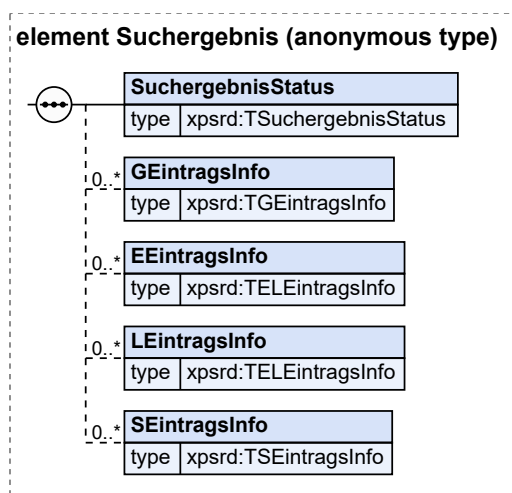 element Suchergebnis (anonymous type)
SuchergebnisStatus
type xpsrd:TSuchergebnisStatus
0..* GEintragsInfo
type xpsrd:TGEintragsInfo
0..* EEintragsInfo
type xpsrd:TELEintragsInfo
0..* LEintragsInfo
type xpsrd:TELEintragsInfo
0..* SEintragsInfo
type xpsrd:TSEintragsInfo